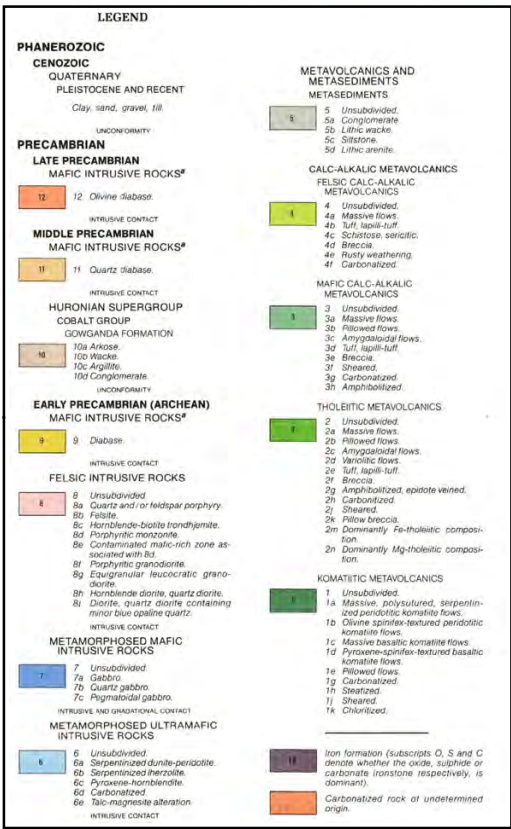 LEGEND
PHANEROZOIC
CENOZOIC
QUATERNARY
PLEISTOCENE AND RECENT
Clay, sand, gravel, till.
UNCONFORMITY
PRECAMBRIAN
LATE PRECAMBRIAN
MAFIC INTRUSIVE ROCKSa
12 12 Olivine diabase.
INTRUSIVE CONTACT
MIDDLE PRECAMBRIAN
MAFIC INTRUSIVE ROCKSa
11 11 Quartz diabase.
INTRUSIVE CONTACT
HURONIAN SUPERGROUP
COBALT GROUP
GOWGANDA FORMATION
10
10a Arkose.
10b Wacke.
10c Argillite.
10d Conglomerate.
UNCONFORMITY
EARLY PRECAMBRIAN (ARCHEAN)
MAFIC INTRUSIVE ROCKSa
9 9 Diabase.
INTRUSIVE CONTACT
FELSIC INTRUSIVE ROCKS
8
8 Unsubdivided.
8a Quartz and/or feldspar porphyry.
8b Felsite.
8c Hornblende-biotite trondhjemite.
8d Porphyritic monzonite.
8e Contaminated mafic-rich zone as-
sociated with 8d.
8f Porphyritic granodiorite.
8g Equigranular leucocratic grano-
diorite.
8h Hornblende diorite, quartz diorite.
8j Diorite, quartz diorite containing
minor blue opaline quartz.
INTRUSIVE CONTACT
METAMORPHOSED MAFIC
INTRUSIVE ROCKS
7
7 Unsubdivided.
7a Gabbro.
7b Quartz gabbro.
7c Pegmatoidal gabbro.
INTRUSIVE AND GRADATIONAL CONTACT
METAMORPHOSED ULTRAMAFIC
INTRUSIVE ROCKS
6
6 Unsubdivided.
6a Serpentinized dunite-peridotite.
6b Serpentinized lherzolite.
6c Pyroxene-hornblendite.
6d Carbonatized.
6e Talc-magnesite alteration.
INTRUSIVE CONTACT
METAVOLCANICS AND
METASEDIMENTS
METASEDIMENTS
5
5 Unsubdivided.
5a Conglomerate
5b Lithic wacke.
5c Siltstone.
5d Lithic arenite.
CALC-ALKALIC METAVOLCANICS
FELSIC CALC-ALKALIC
METAVOLCANICS
4
4 Unsubdivided.
4a Massive flows.
4b Tuff, lapilli-tuff.
4c Schistose, sericitic.
4d Breccia.
4e Rusty weathering.
4f Carbonatized.
MAFIC CALC-ALKALIC
METAVOLCANICS
3
3 Unsubdivided.
3a Massive flows.
3b Pillowed flows.
3c Amygdaloidal flows.
3d Tuff, lapilli-tuff.
3e Breccia.
3f Sheared.
3g Carbonatized.
3h Amphibolitized.
THOLEIITIC METAVOLCANICS
2
2 Unsubdivided.
2a Massive flows.
2b Pillowed flows.
2c Amygdaloidal flows.
2d Variolitic flows.
2e Tuff, lapilli-tuff.
2f Breccia.
2g Amphibolitized, epidote veined.
2h Carbonitized.
2j Sheared.
2k Pillow breccia.
2m Dominantly Fe-tholeiitic composi-
tion.
2n Dominantly Mg-tholeiitic composi-
tion.
KOMATIITIC METAVOLCANICS
1 Unsubdivided.
1a Massive, polysutured, serpentin-
ized peridotitic komatiite flows.
1b Olivine spinifex-textured peridotitic
komatiite flows.
1c Massive basaltic komatiite flows.
1d Pyroxene-spinifex-textured basaltic
komatiite flows.
1e Pillowed flows.
1g Carbonatized.
1h Steatized.
1j Sheared.
1k Chloritized.
Iron formation (subscripts O, S and C
denote whether the oxide, sulphide or
carbonate ironstone respectively, is
dominant).
Carbonatized rock of undetermined
origin.